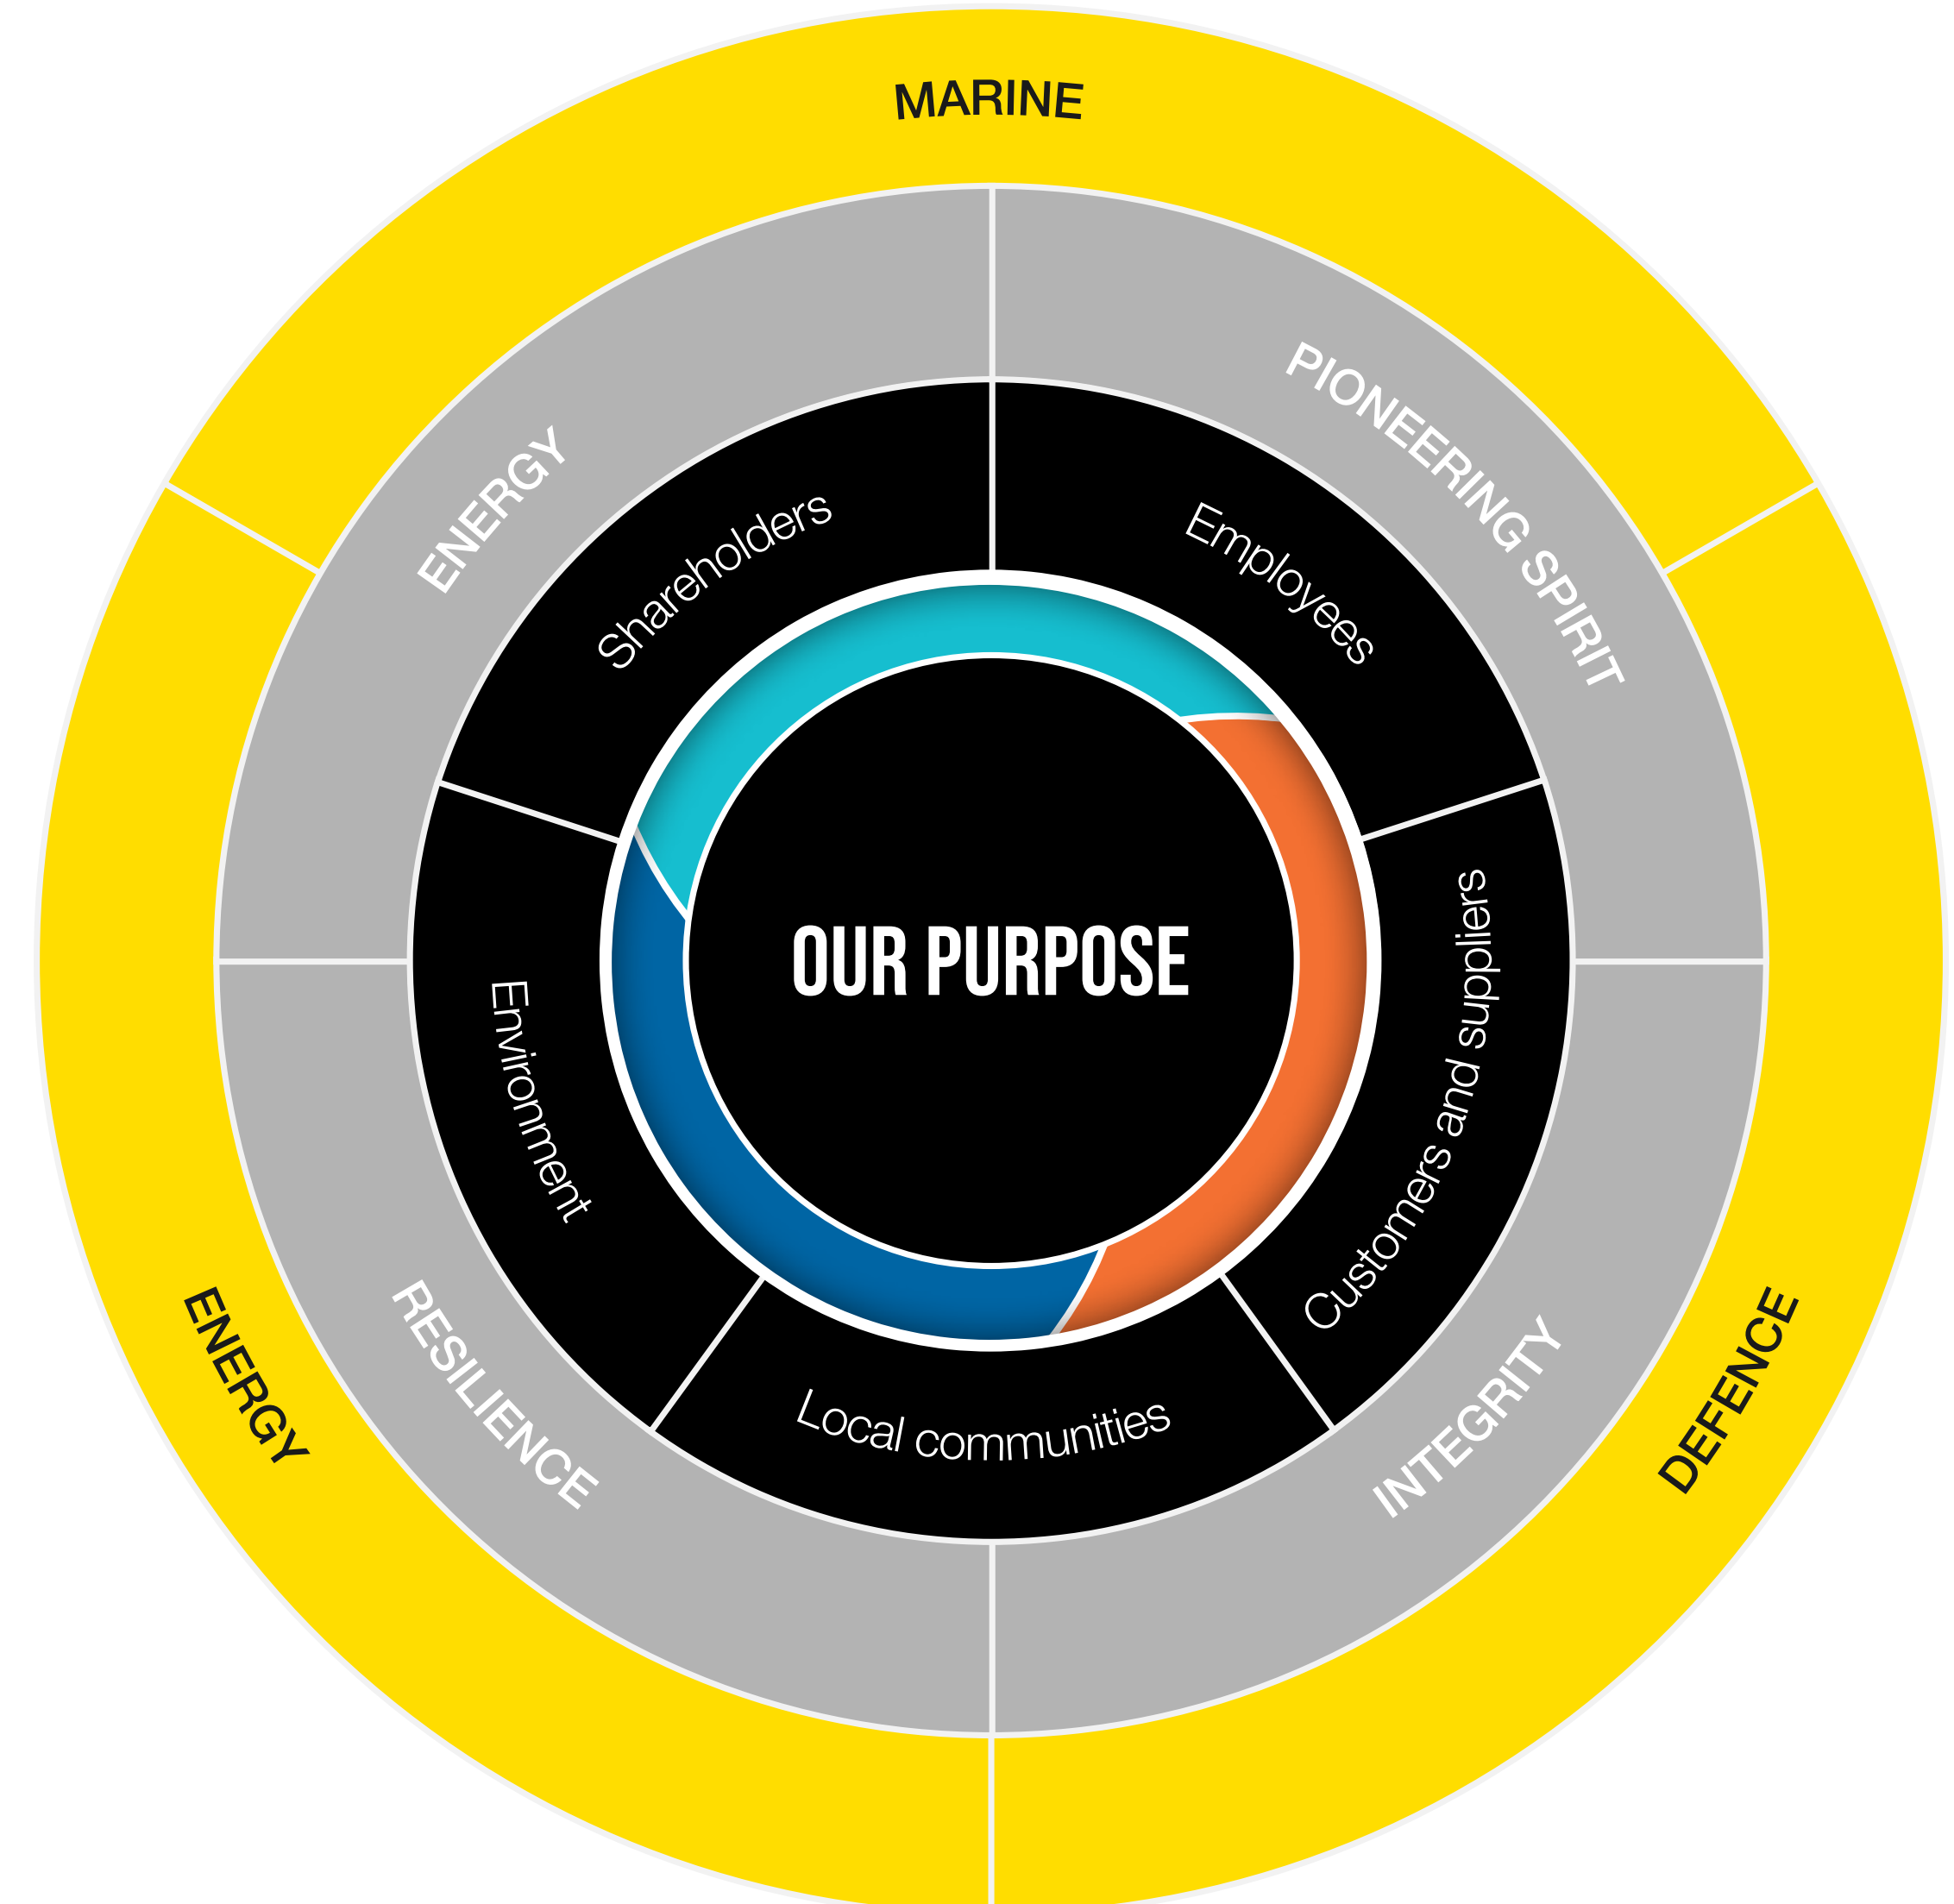 MARINE
DEFENCE
ENERGY
PIONEERING SPIRIT
INTEGRITY
RESILIENCE
ENERGY
Employees
Customers and suppliers
Local communities
Environment
Shareholders
OUR PURPOSE